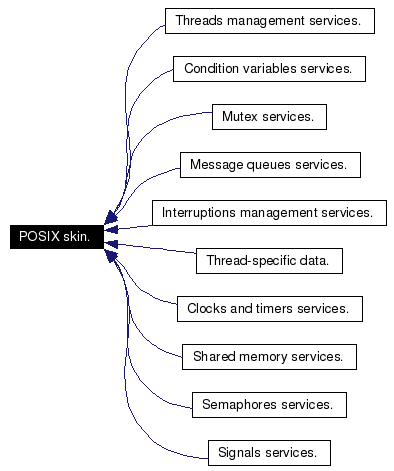 Threads management services.
Condition variables services.
Mutex services.
Message queues services.
Interruptions management services.
POSIX skin.
Thread-specific data.
Clocks and timers services.
Shared memory services.
Semaphores services.
Signals services.